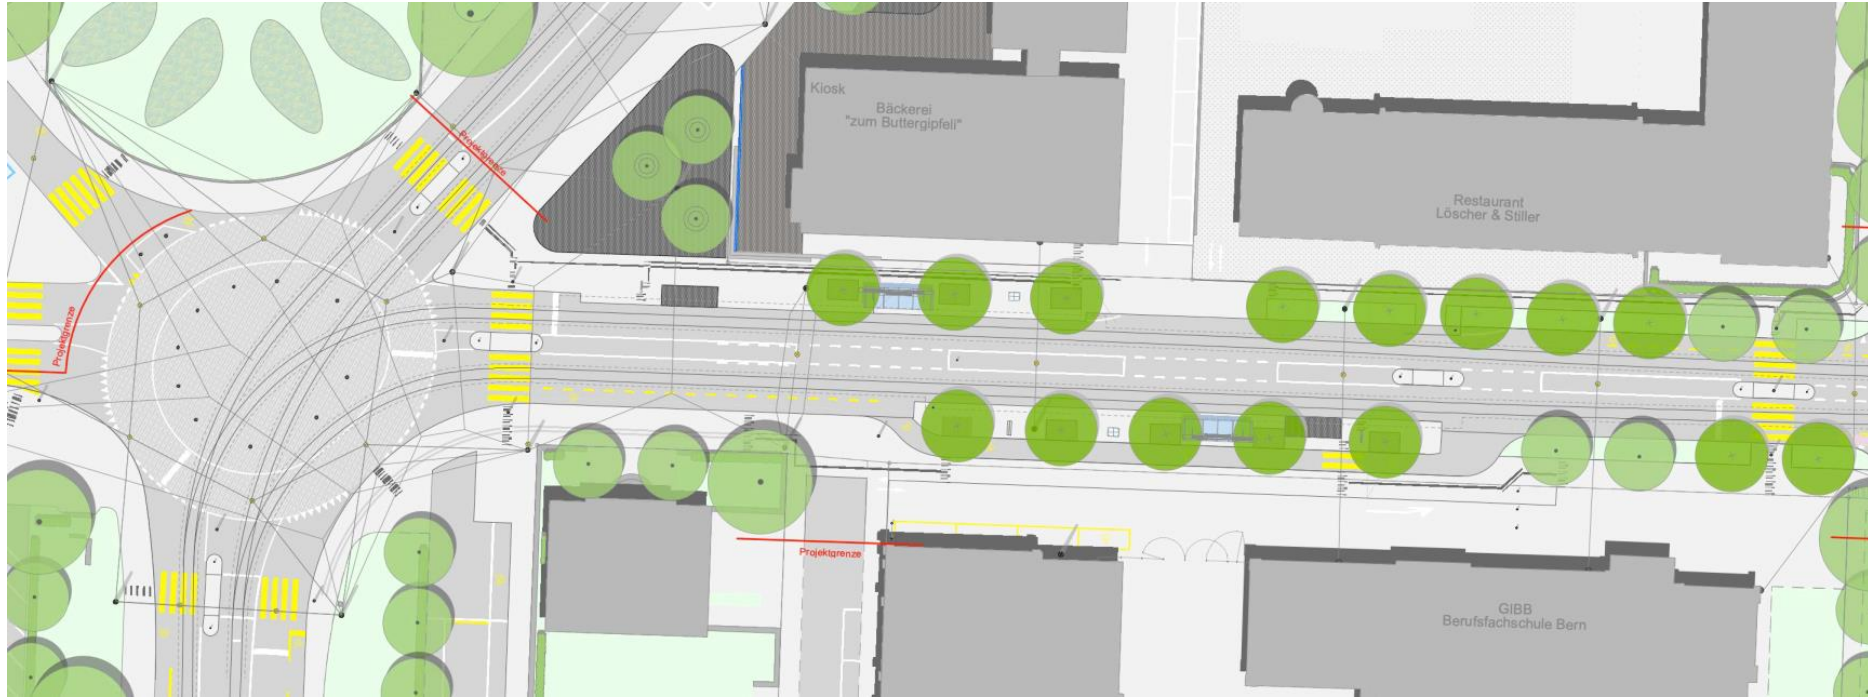 Kiosk
Bäckerei
"zum Buttergipfeli"
Projektgrenze
Restaurant
Löscher & Stiller
Projektgrenze
Projektgrenze
GIBB
Berufsfachschule Bern